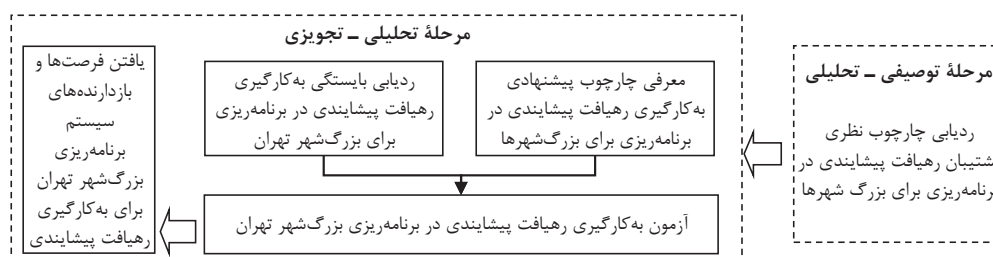 مرحلهٔ توصیفی ــ تحلیلی
ردیابی چارچوب نظری
شتیبان رهیافت پیشایندی در
رنامه‌ریزی برای بزرگ شهرها
مرحلهٔ تحلیلی ــ تجویزی
معرفی چارچوب پیشنهادی
به‌کارگیری رهیافت پیشایندی در
برنامه‌ریزی برای بزرگ‌شهرها
ردیابی بایستگی به‌کارگیری
رهیافت پیشایندی در برنامه‌ریزی
برای بزرگ‌شهر تهران
آزمون به‌کارگیری رهیافت پیشایندی در برنامه‌ریزی بزرگ‌شهر تهران
یافتن فرصت‌ها و
بازدارنده‌های
سیستم
برنامه‌ریزی
بزرگ‌شهر تهران
برای به‌کارگیری
رهیافت پیشایندی